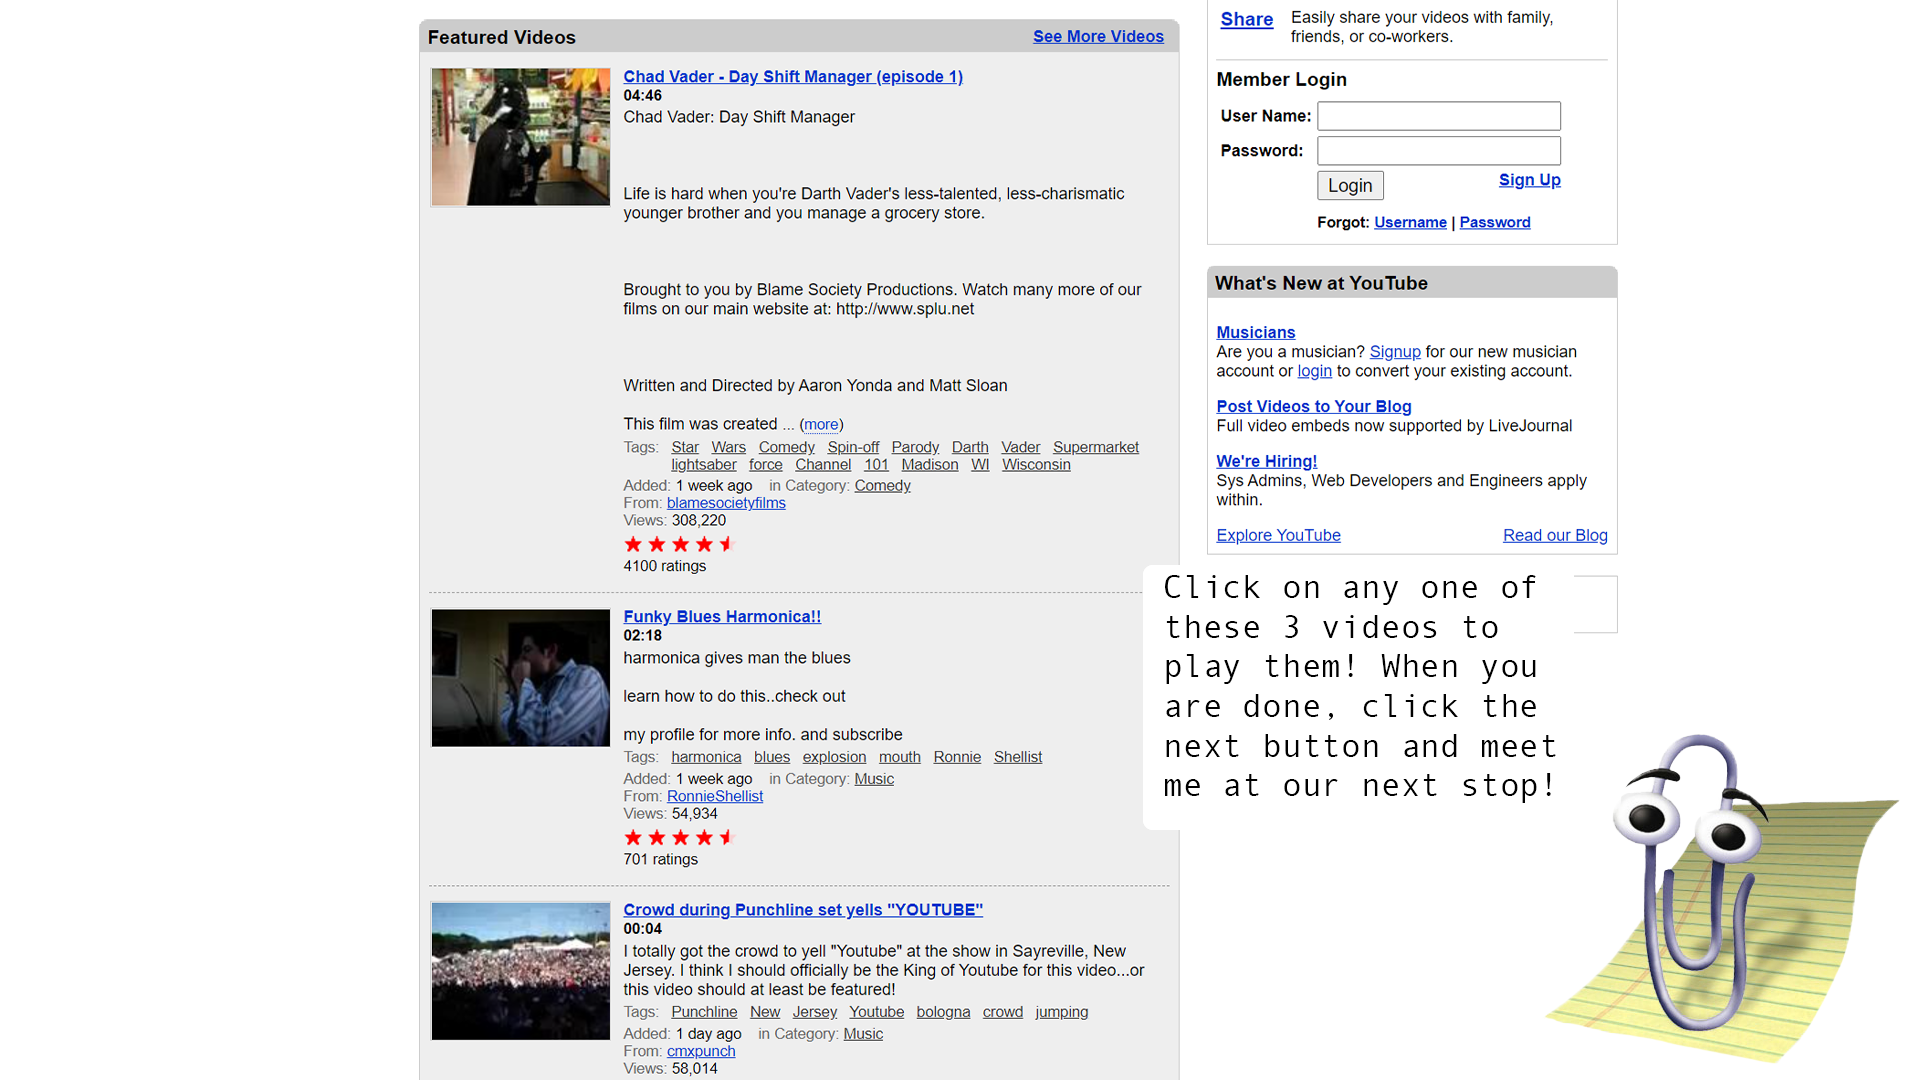 Featured Videos
See More Videos
Chad Vader - Day Shift Manager (episode 1)
04:46
Chad Vader: Day Shift Manager
Life is hard when you're Darth Vader's less-talented, less-charismatic
younger brother and you manage a grocery store.
Brought to you by Blame Society Productions. Watch many more of our
films on our main website at: http://www.splu.net
Written and Directed by Aaron Yonda and Matt Sloan
This film was created ... (more)
Tags: Star Wars Comedy Spin-off Parody Darth Vader Supermarket
lightsaber force Channel 101 Madison WI Wisconsin
Added: 1 week ago in Category: Comedy
From: blamesocietyfilms
Views: 308,220
4100 ratings
Funky Blues Harmonica!!
02:18
harmonica gives man the blues
learn how to do this..check out
my profile for more info. and subscribe
Tags: harmonica blues explosion mouth Ronnie Shellist
Added: 1 week ago in Category: Music
From: RonnieShellist
Views: 54,934
701 ratings
Crowd during Punchline set yells "YOUTUBE"
00:04
I totally got the crowd to yell "Youtube" at the show in Sayreville, New
Jersey. I think I should officially be the King of Youtube for this video...or
this video should at least be featured!
Tags: Punchline New Jersey Youtube bologna crowd jumping
Added: 1 day ago in Category: Music
From: cmxpunch
Views: 58,014
Share
Easily share your videos with family,
friends, or co-workers.
Member Login
User Name:
Password:
Login
Sign Up
Forgot: Username | Password
What's New at YouTube
Musicians
Are you a musician? Signup for our new musician
account or login to convert your existing account.
Post Videos to Your Blog
Full video embeds now supported by LiveJournal
We're Hiring!
Sys Admins, Web Developers and Engineers apply
within.
Explore YouTube
Read our Blog
Click on any one of
these 3 videos to
play them! When you
are done, click the
next button and meet
me at our next stop!